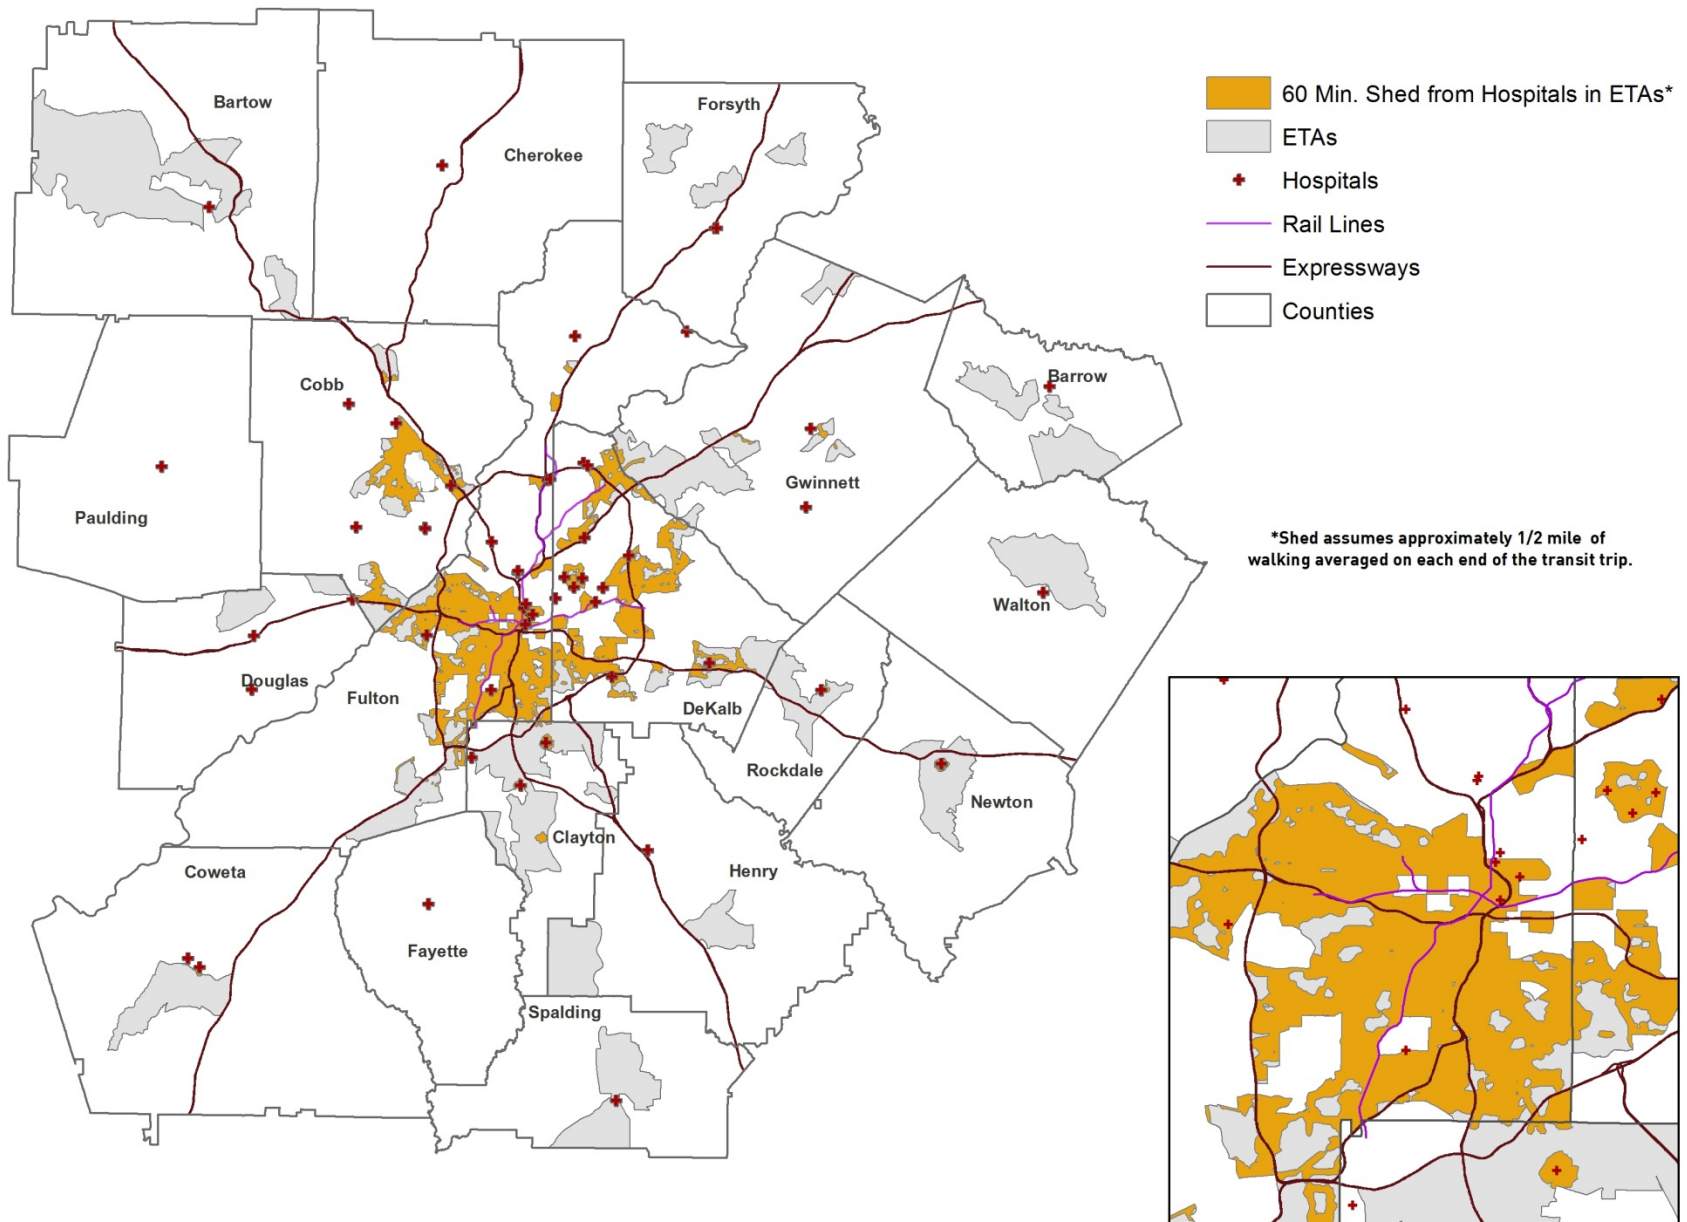 Bartow
Forsyth
Cherokee
Cobb
Barrow
Gwinnett
Paulding
Walton
Douglas
Fulton
DeKalb
Rockdale
Newton
Clayton
Coweta
Henry
Fayette
Spalding
60 Min. Shed from Hospitals in ETAs*
ETAs
Hospitals
Rail Lines
Expressways
Counties
*Shed assumes approximately 1/2 mile of
walking averaged on each end of the transit trip.